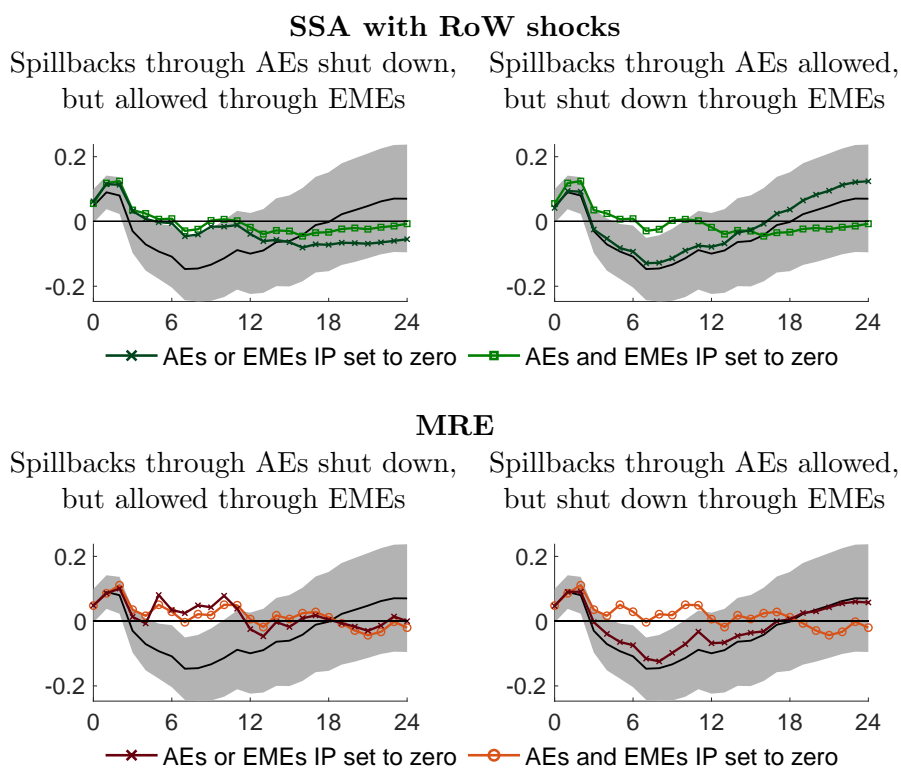 SSA with RoW shocks
Spillbacks through AEs shut down,
but allowed through EMEs
Spillbacks through AEs allowed,
but shut down through EMEs
0.2
0
-0.2
0 6 12 18 24
0.2
0
-0.2
0 6 12 18 24
AEs or EMEs IP set to zero AEs and EMEs IP set to zero
MRE
Spillbacks through AEs shut down,
but allowed through EMEs
Spillbacks through AEs allowed,
but shut down through EMEs
0.2
0
-0.2
0 6 12 18 24
0.2
0
-0.2
0 6 12 18 24
AEs or EMEs IP set to zero AEs and EMEs IP set to zero